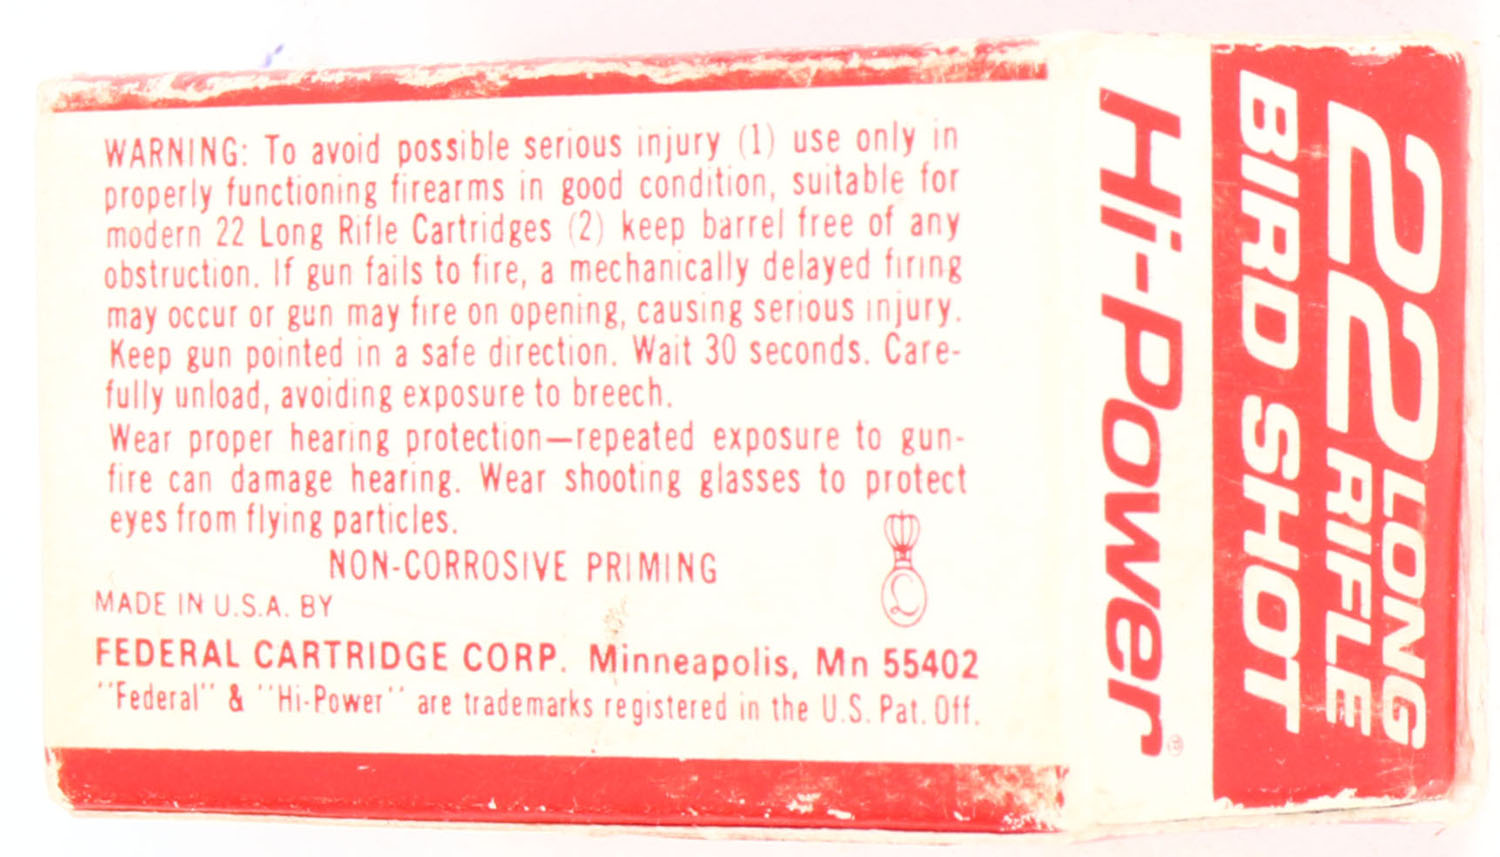 WARNING: To avoid possible serious injury (1) use only in
properly functioning firearms in good condition, suitable for
modern 22 Long Rifle Cartridges (2) keep barrel free of any
obstruction. If gun fails to fire, a mechanically delayed firing
may occur or gun may fire on opening, causing serious injury.
Keep gun pointed in a safe direction. Wait 30 seconds. Care-
fully unload, avoiding exposure to breech.
Wear proper hearing protection—repeated exposure to gun-
fire can damage hearing. Wear shooting glasses to protect
eyes from flying particles.
NON-CORROSIVE PRIMING
L
MADE IN U.S.A. BY
FEDERAL CARTRIDGE CORP. Minneapolis, Mn 55402
"Federal" & "Hi-Power" are trademarks registered in the U.S. Pat. Off.
22 LONG
22 RIFLE
BIRD SHOT
Hi-Power®